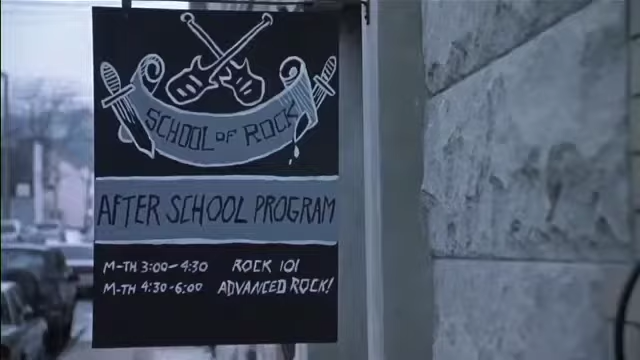 SCHOOL OF ROCK
AFTER SCHOOL PROGRAM
M-TH 3:00-4:30 ROCK 101
M-TH 4:30-6:00 ADVANCED ROCK!